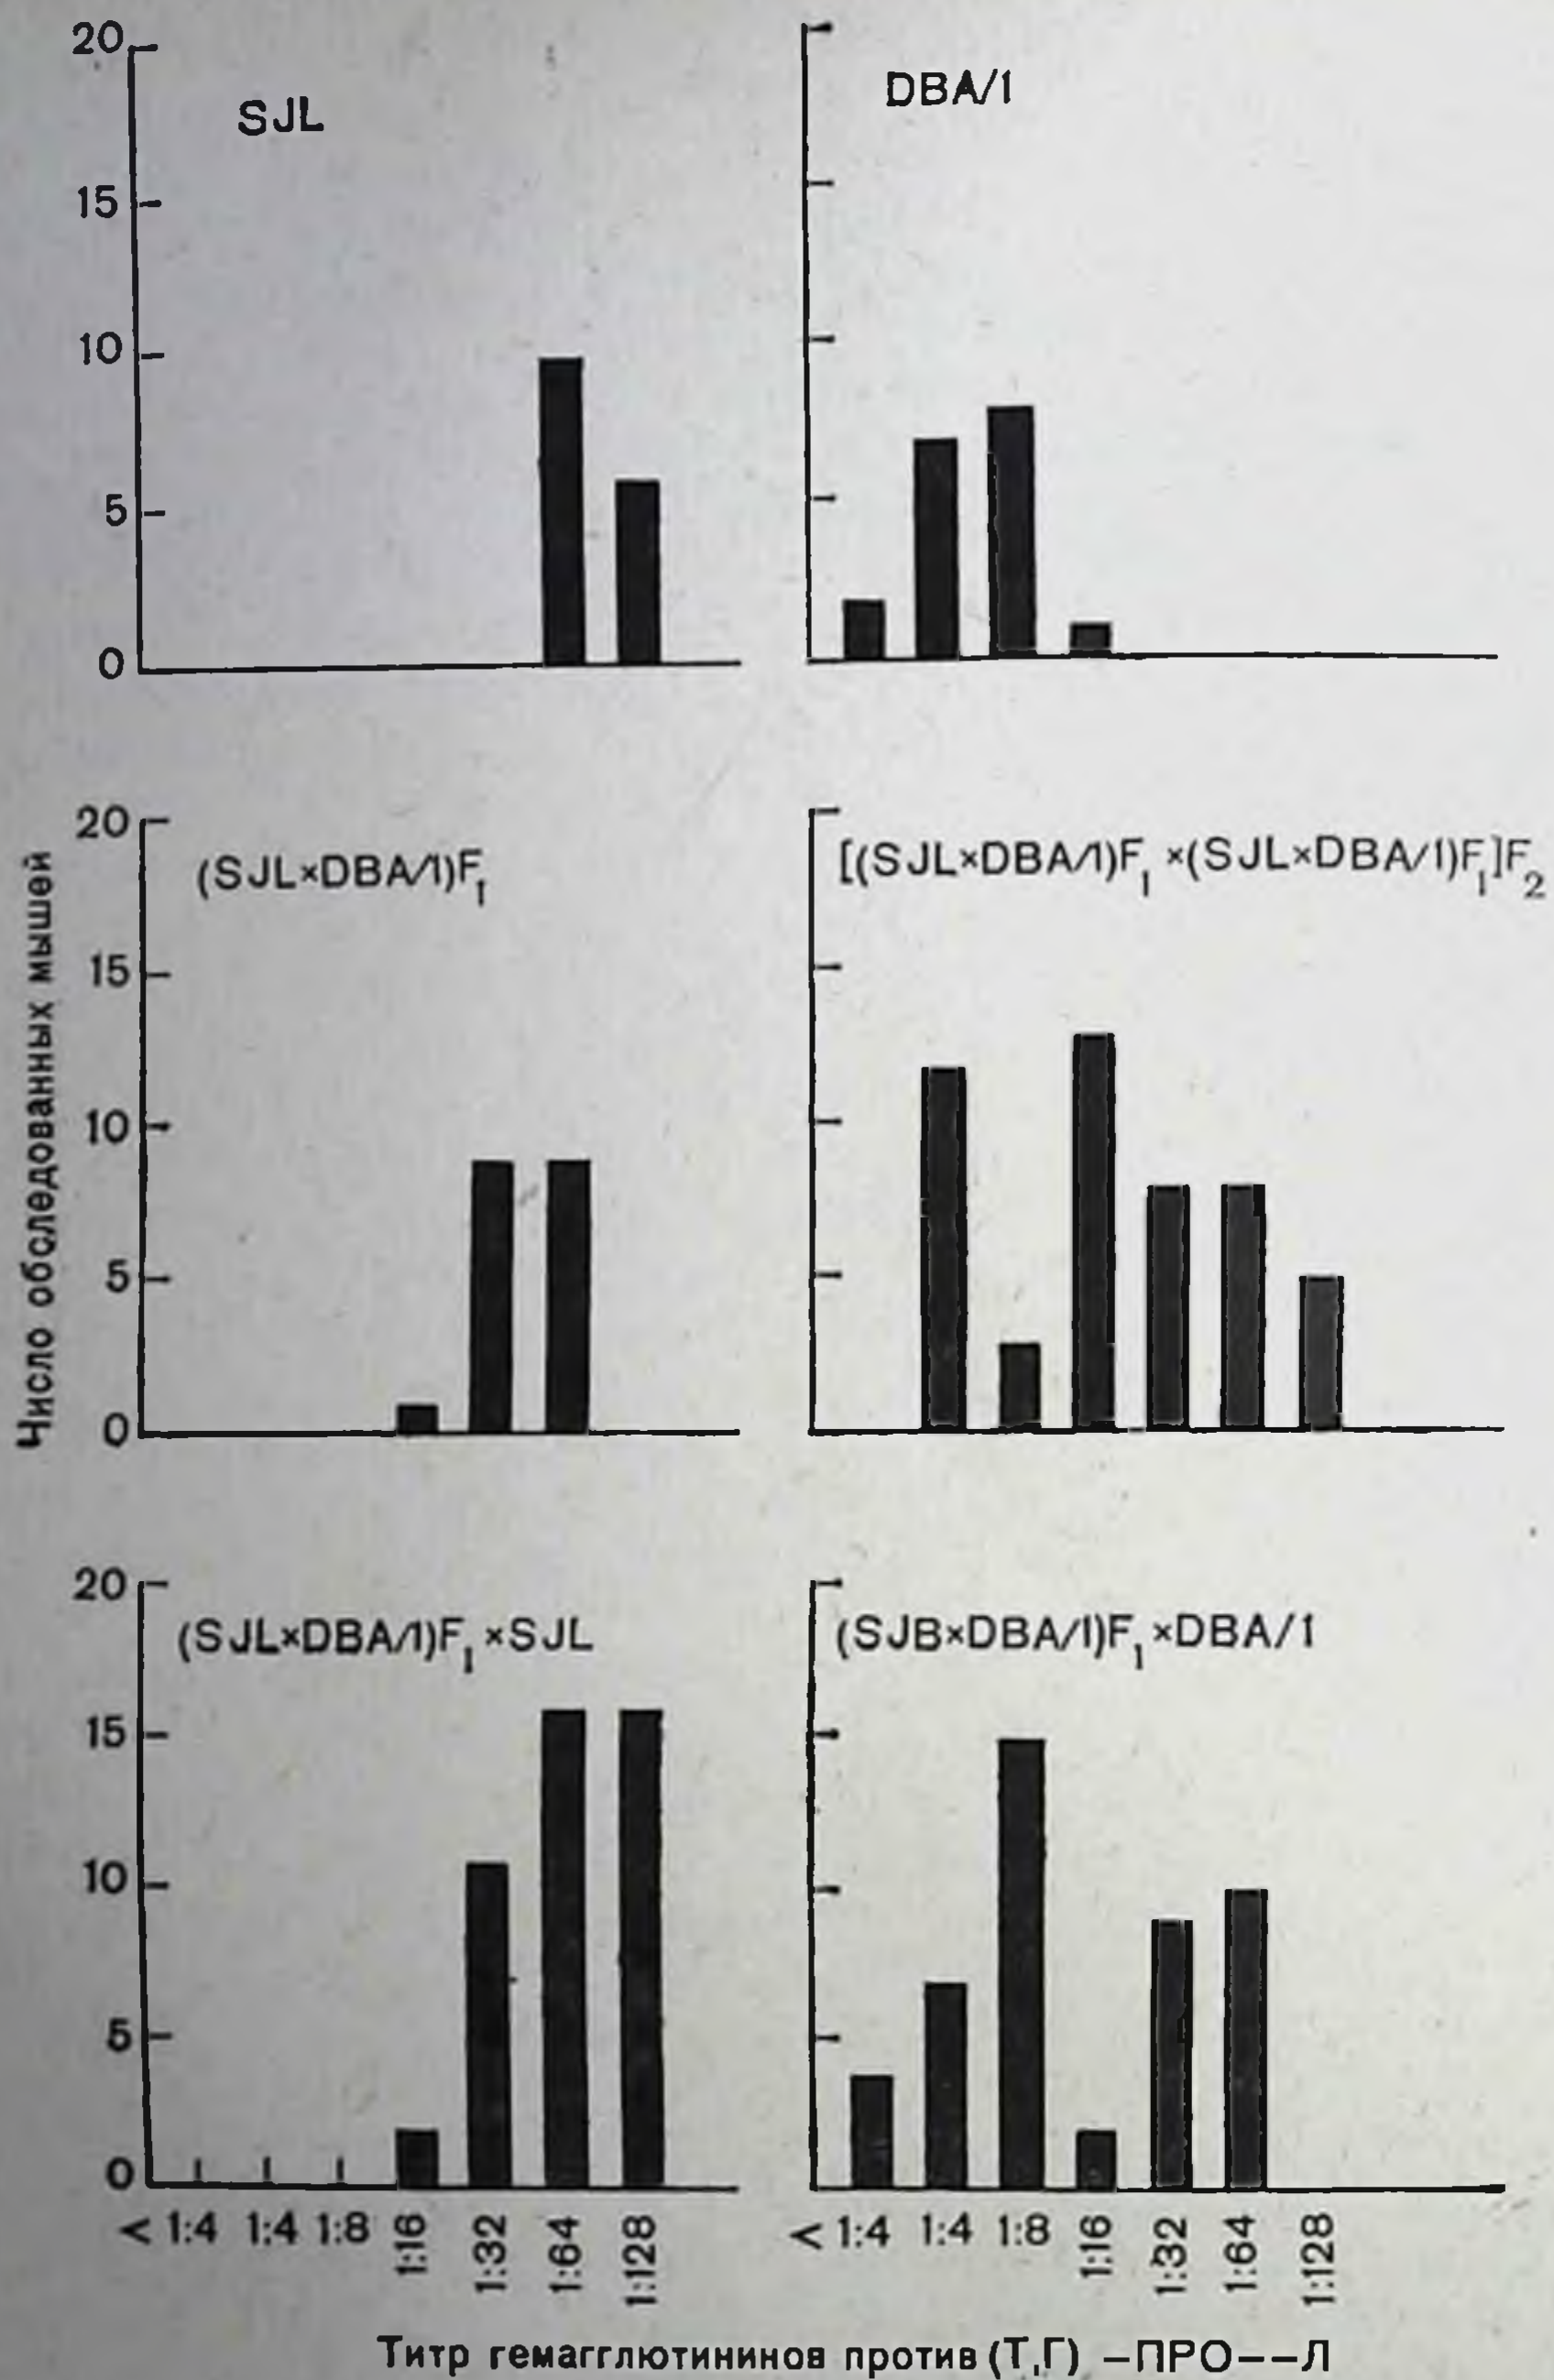 Число обследованных мышей
20
15
10
5
0
SJL
DBA/1
20
15
10
5
0
(SJL×DBA/1)F1
[(SJL×DBA/1)F1 ×(SJL×DBA/1)F1]F2
20
15
10
5
0
(SJL×DBA/1)F1 ×SJL
(SJB×DBA/1)F1 ×DBA/1
< 1:4 1:4 1:8 1:16 1:32 1:64 1:128
< 1:4 1:4 1:8 1:16 1:32 1:64 1:128
Титр гемагглютининов против (Т,Г) –ПРО––Л